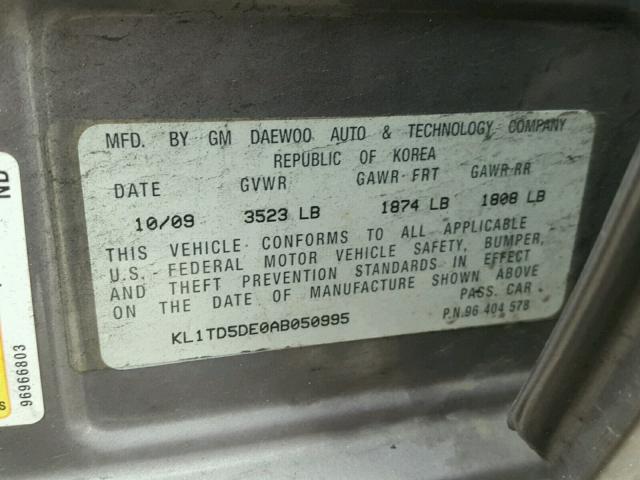 MFD. BY GM DAEWOO AUTO & TECHNOLOGY COMPANY
REPUBLIC OF KOREA
DATE GVWR GAWR FRT GAWR RR
10/09 3523 LB 1874 LB 1808 LB
THIS VEHICLE CONFORMS TO ALL APPLICABLE
U.S. FEDERAL MOTOR VEHICLE SAFETY, BUMPER,
AND THEFT PREVENTION STANDARDS IN EFFECT
ON THE DATE OF MANUFACTURE SHOWN ABOVE
PASS. CAR
KL1TD5DE0AB050995
P.N.96 404 578
ND
S
96966803